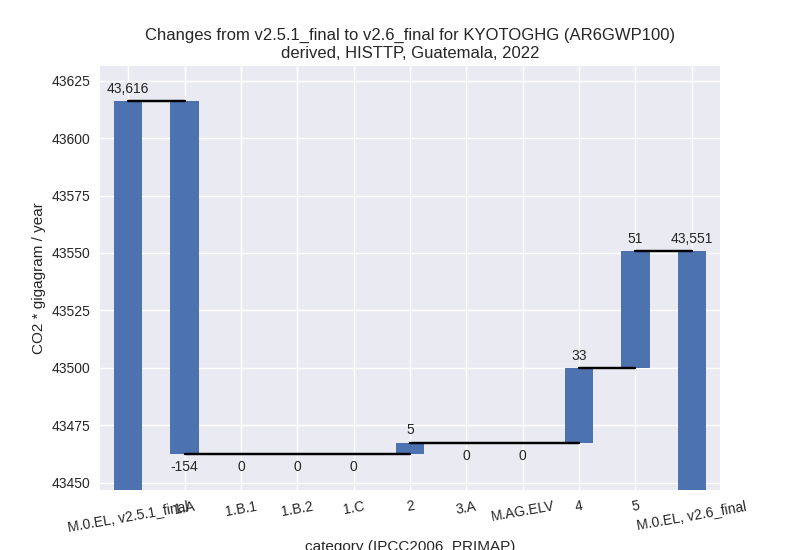 Changes from v2.5.1_final to v2.6_final for KYOTOGHG (AR6GWP100)
derived, HISTTP, Guatemala, 2022
CO2 * gigagram / year
43625
43600
43575
43550
43525
43500
43475
43450
43,616
-154
0
0
0
5
0
0
33
51
43,551
M.0.EL, v2.5.1_final
1.A
1.B.1
1.B.2
1.C
2
3.A
M.AG.ELV
4
5
M.0.EL, v2.6_final
category (IPCC2006_PRIMAP)